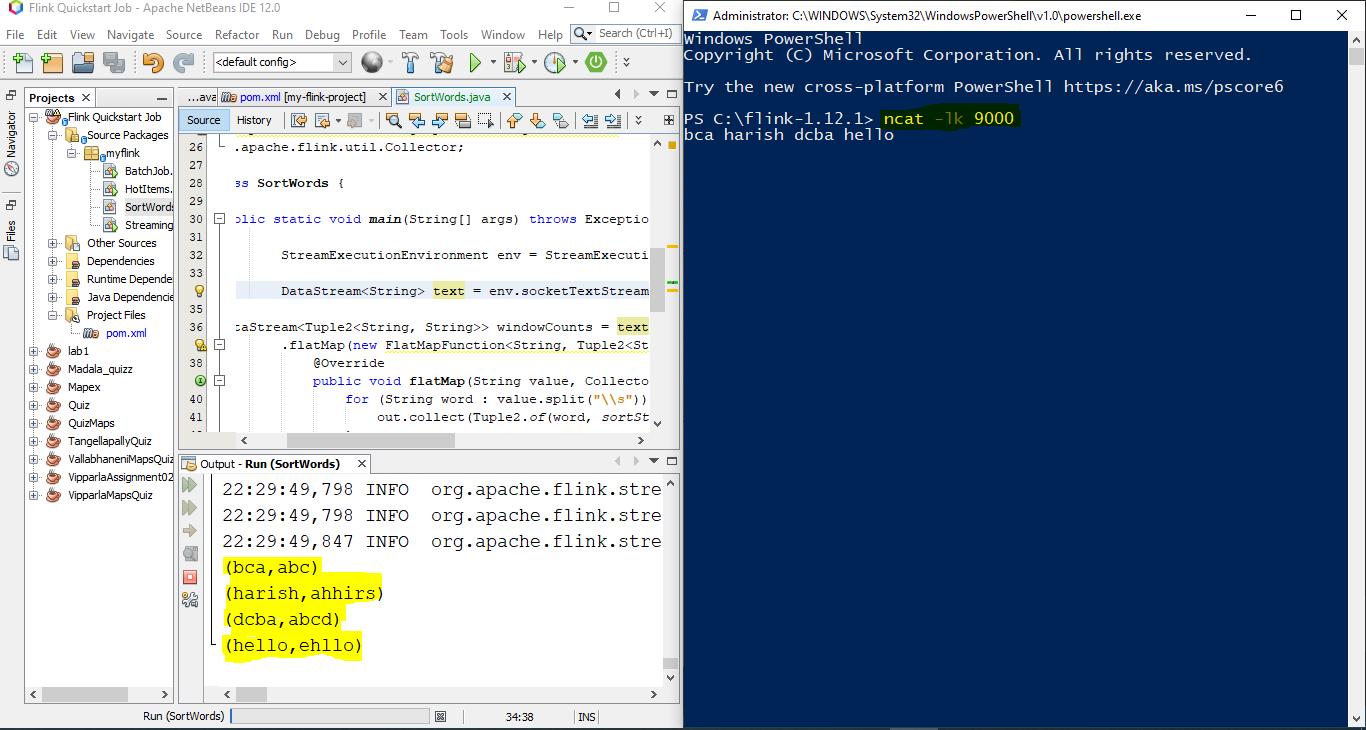 Flink Quickstart Job - Apache NetBeans IDE 12.0
File Edit View Navigate Source Refactor Run Debug Profile Team Tools Window Help
Search (Ctrl+I)
<default config>
Projects
Navigator
Files
Flink Quickstart Job
Source Packages
myflink
BatchJob.
HotItems.
SortWords
Streaming
Other Sources
Dependencies
Runtime Depende
Java Dependencie
Project Files
pom.xml
lab1
Madala_quizz
Mapex
Quiz
QuizMaps
TangellapallyQuiz
VallabhaneniMapsQuiz
VipparlaAssignment02
VipparlaMapsQuiz
...ava pom.xml [my-flink-project] SortWords.java
Source History
26 .apache.flink.util.Collector;
27
28 ss SortWords {
29
30 blic static void main(String[] args) throws Exceptio
31
32 StreamExecutionEnvironment env = StreamExecuti
33
DataStream<String> text = env.socketTextStream
35
36 taStream<Tuple2<String, String>> windowCounts = text
.flatMap(new FlatMapFunction<String, Tuple2<St
38 @Override
public void flatMap(String value, Collecto
40 for (String word : value.split("\\s"))
41 out.collect(Tuple2.of(word, sortSt
Output - Run (SortWords)
22:29:49,798 INFO org.apache.flink.stre
22:29:49,798 INFO org.apache.flink.stre
22:29:49,847 INFO org.apache.flink.stre
(bca,abc)
(harish,ahhirs)
(dcba,abcd)
(hello,ehllo)
Run (SortWords)
34:38
INS
Administrator: C:\WINDOWS\System32\WindowsPowerShell\v1.0\powershell.exe
Windows PowerShell
Copyright (C) Microsoft Corporation. All rights reserved.
Try the new cross-platform PowerShell https://aka.ms/pscore6
PS C:\flink-1.12.1> ncat -lk 9000
bca harish dcba hello